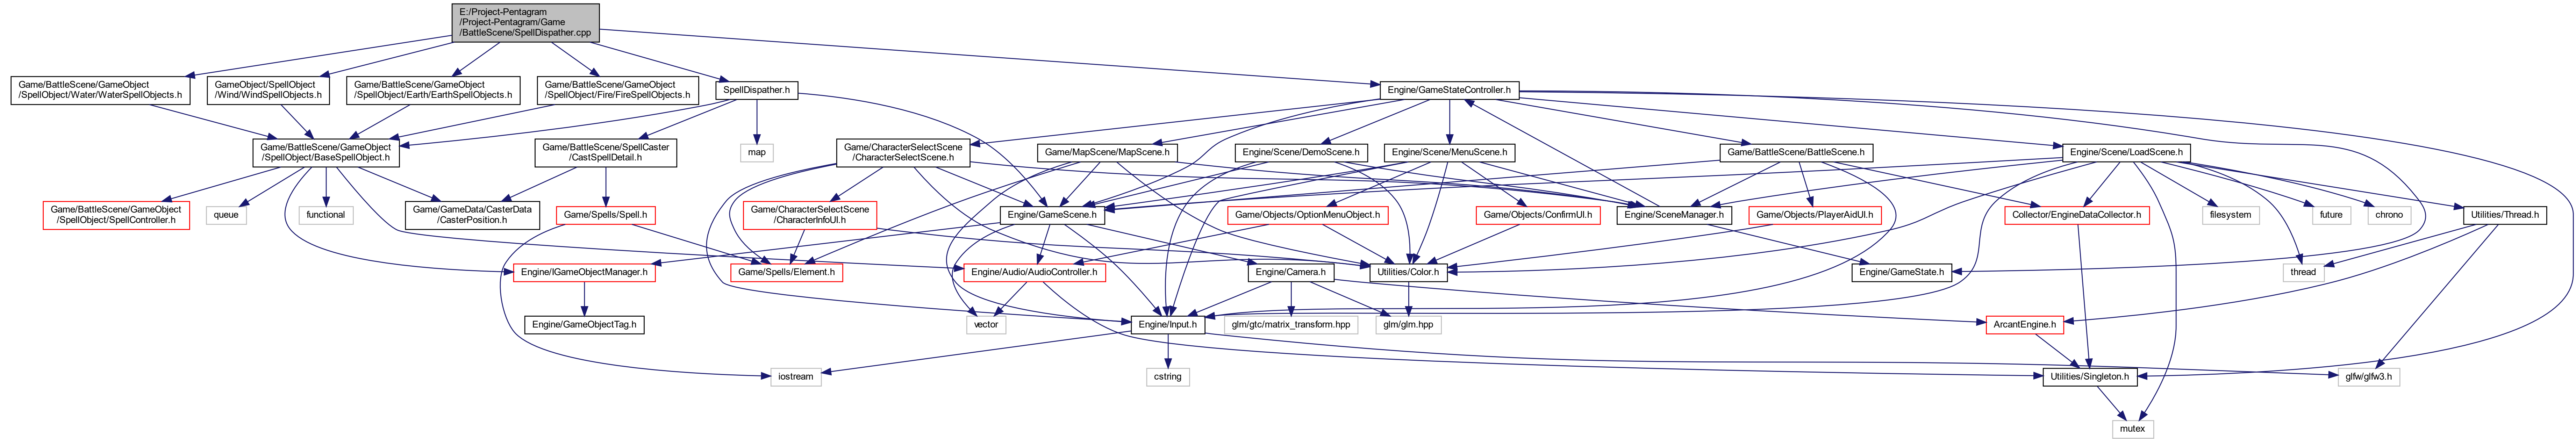 E:/Project-Pentagram
/Project-Pentagram/Game
/BattleScene/SpellDispather.cpp
Game/BattleScene/GameObject
/SpellObject/Water/WaterSpellObjects.h
GameObject/SpellObject
/Wind/WindSpellObjects.h
Game/BattleScene/GameObject
/SpellObject/Earth/EarthSpellObjects.h
Game/BattleScene/GameObject
/SpellObject/Fire/FireSpellObjects.h
SpellDispather.h
Engine/GameStateController.h
Game/BattleScene/GameObject
/SpellObject/BaseSpellObject.h
Game/BattleScene/SpellCaster
/CastSpellDetail.h
map
Game/CharacterSelectScene
/CharacterSelectScene.h
Game/MapScene/MapScene.h
Engine/Scene/DemoScene.h
Engine/Scene/MenuScene.h
Game/BattleScene/BattleScene.h
Engine/Scene/LoadScene.h
Game/BattleScene/GameObject
/SpellObject/SpellController.h
queue
functional
Game/GameData/CasterData
/CasterPosition.h
Game/Spells/Spell.h
Game/CharacterSelectScene
/CharacterInfoUI.h
Engine/GameScene.h
Game/Objects/OptionMenuObject.h
Game/Objects/ConfirmUI.h
Engine/SceneManager.h
Game/Objects/PlayerAidUI.h
Collector/EngineDataCollector.h
filesystem
future
chrono
Utilities/Thread.h
Engine/IGameObjectManager.h
Game/Spells/Element.h
Engine/Audio/AudioController.h
Engine/Camera.h
Utilities/Color.h
Engine/GameState.h
thread
Engine/GameObjectTag.h
vector
Engine/Input.h
glm/gtc/matrix_transform.hpp
glm/glm.hpp
ArcantEngine.h
iostream
cstring
Utilities/Singleton.h
glfw/glfw3.h
mutex